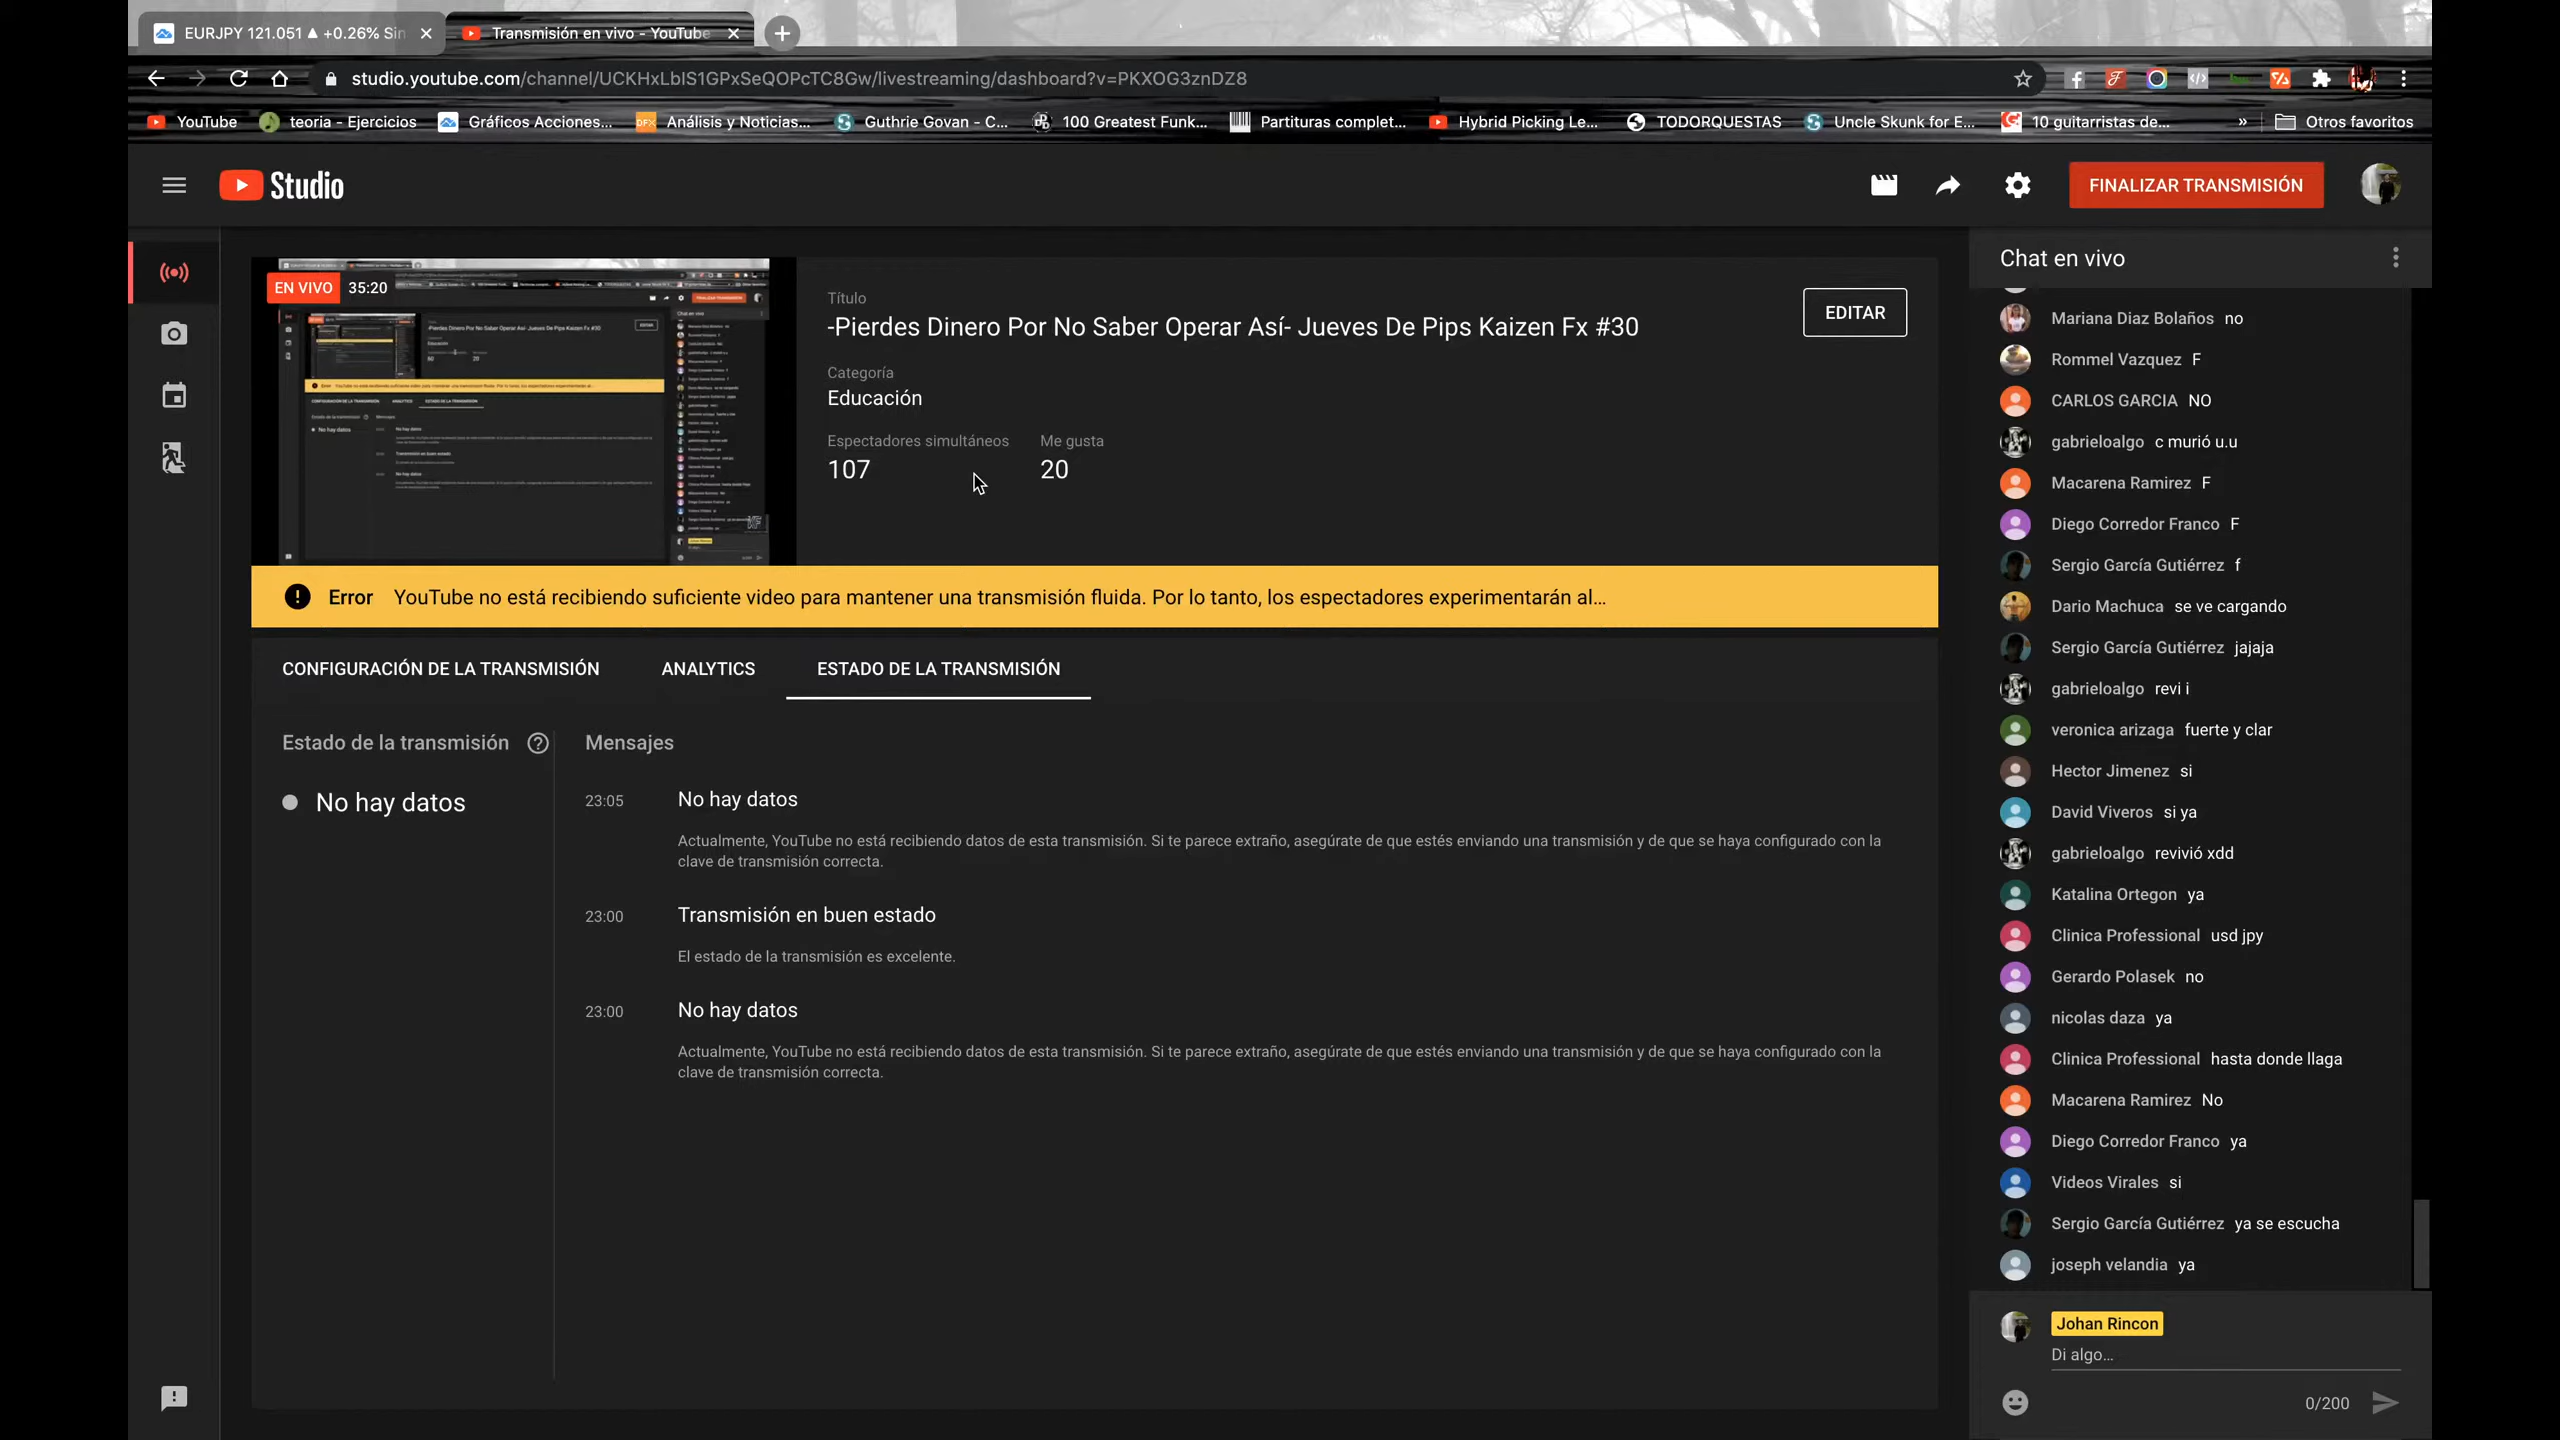 EURJPY 121.051 ▲ +0.26% Sin
Transmisión en vivo - YouTube
studio.youtube.com/channel/UCKHxLbIS1GPxSeQOPcTC8Gw/livestreaming/dashboard?v=PKXOG3znDZ8
YouTube
teoria - Ejercicios
Gráficos Acciones...
Análisis y Noticias...
Guthrie Govan - C...
100 Greatest Funk...
Partituras complet...
Hybrid Picking Le...
TODORQUESTAS
Uncle Skunk for E...
10 guitarristas de...
»
Otros favoritos
Studio
FINALIZAR TRANSMISIÓN
EN VIVO 35:20
Título
-Pierdes Dinero Por No Saber Operar Así- Jueves De Pips Kaizen Fx #30
EDITAR
Categoría
Educación
Espectadores simultáneos
107
Me gusta
20
Error YouTube no está recibiendo suficiente video para mantener una transmisión fluida. Por lo tanto, los espectadores experimentarán al...
CONFIGURACIÓN DE LA TRANSMISIÓN
ANALYTICS
ESTADO DE LA TRANSMISIÓN
Estado de la transmisión
No hay datos
Mensajes
23:05 No hay datos
Actualmente, YouTube no está recibiendo datos de esta transmisión. Si te parece extraño, asegúrate de que estés enviando una transmisión y de que se haya configurado con la
clave de transmisión correcta.
23:00 Transmisión en buen estado
El estado de la transmisión es excelente.
23:00 No hay datos
Actualmente, YouTube no está recibiendo datos de esta transmisión. Si te parece extraño, asegúrate de que estés enviando una transmisión y de que se haya configurado con la
clave de transmisión correcta.
Chat en vivo
Mariana Diaz Bolaños no
Rommel Vazquez F
CARLOS GARCIA NO
gabrieloalgo c murió u.u
Macarena Ramirez F
Diego Corredor Franco F
Sergio García Gutiérrez f
Dario Machuca se ve cargando
Sergio García Gutiérrez jajaja
gabrieloalgo revi i
veronica arizaga fuerte y clar
Hector Jimenez si
David Viveros si ya
gabrieloalgo revivió xdd
Katalina Ortegon ya
Clinica Professional usd jpy
Gerardo Polasek no
nicolas daza ya
Clinica Professional hasta donde llaga
Macarena Ramirez No
Diego Corredor Franco ya
Videos Virales si
Sergio García Gutiérrez ya se escucha
joseph velandia ya
Johan Rincon
Di algo...
0/200